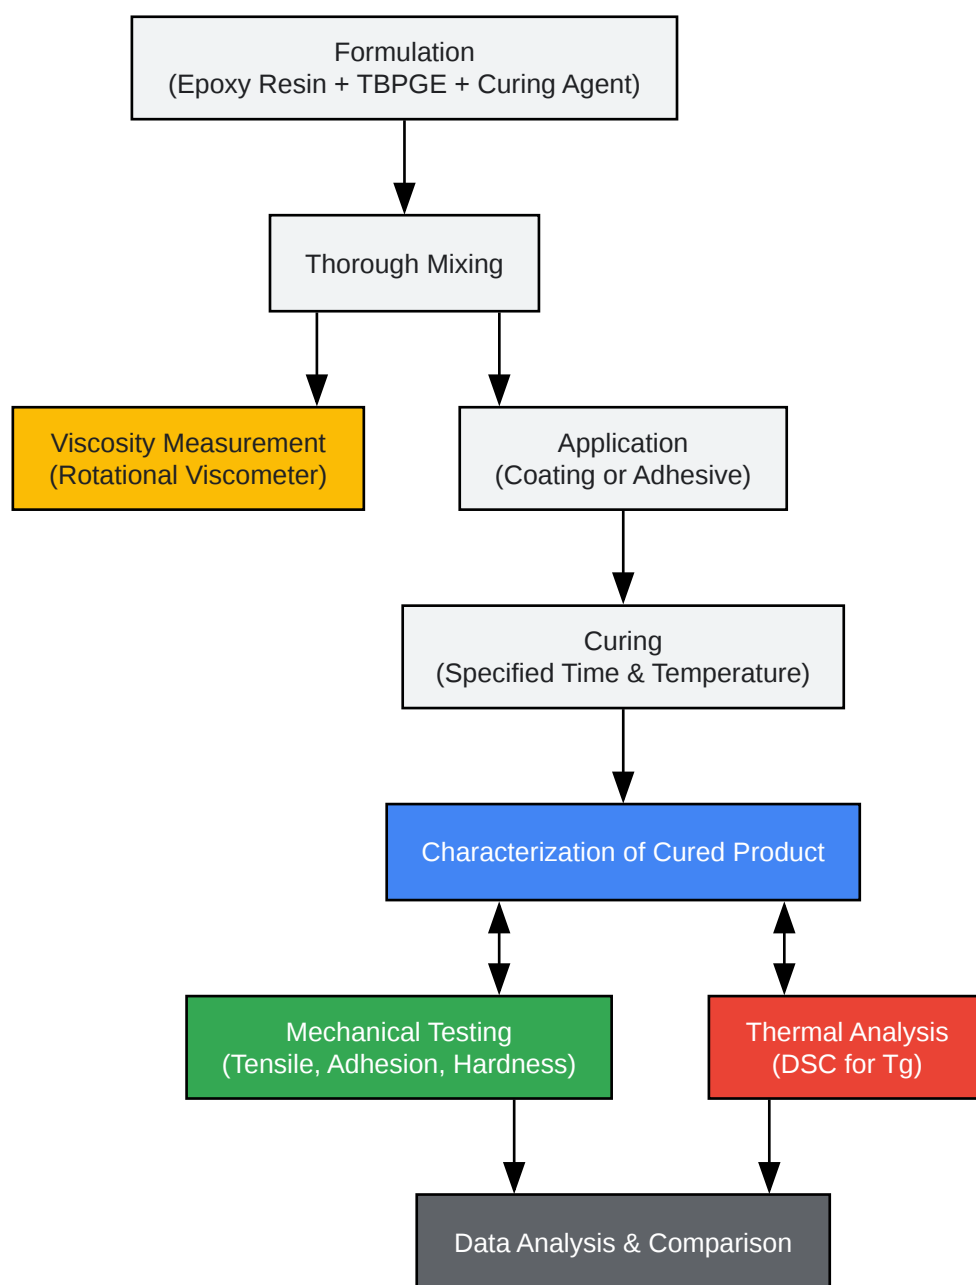 Formulation
(Epoxy Resin + TBPGE + Curing Agent)
Thorough Mixing
Viscosity Measurement
(Rotational Viscometer)
Application
(Coating or Adhesive)
Curing
(Specified Time & Temperature)
Characterization of Cured Product
Mechanical Testing
(Tensile, Adhesion, Hardness)
Thermal Analysis
(DSC for Tg)
Data Analysis & Comparison